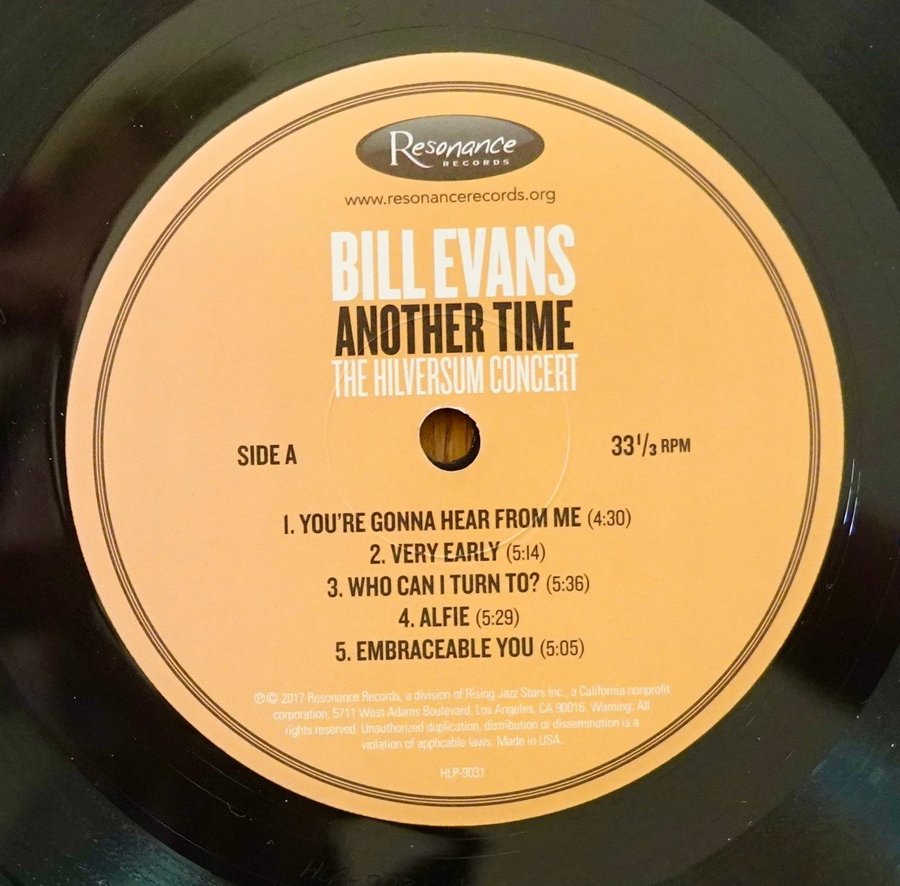 Resonance
RECORDS
www.resonancerecords.org
BILL EVANS
ANOTHER TIME
THE HILVERSUM CONCERT
SIDE A
33 1/3 RPM
1. YOU'RE GONNA HEAR FROM ME (4:30)
2. VERY EARLY (5:14)
3. WHO CAN I TURN TO? (5:36)
4. ALFIE (5:29)
5. EMBRACEABLE YOU (5:05)
℗© 2017 Resonance Records, a division of Rising Jazz Stars Inc., a California nonprofit
corporation, 5711 West Adams Boulevard, Los Angeles, CA 90016. Warning: All
rights reserved. Unauthorized duplication, distribution or dissemination is a
violation of applicable laws. Made in USA.
HLP-9031